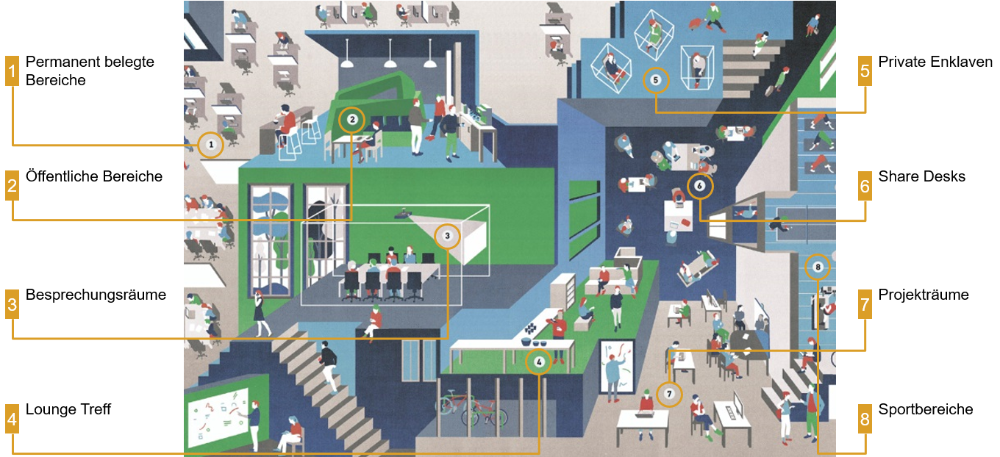 1 Permanent belegte
Bereiche
2 Öffentliche Bereiche
3 Besprechungsräume
4 Lounge Treff
5 Private Enklaven
6 Share Desks
7 Projekträume
8 Sportbereiche
1
2
3
4
5
6
7
8